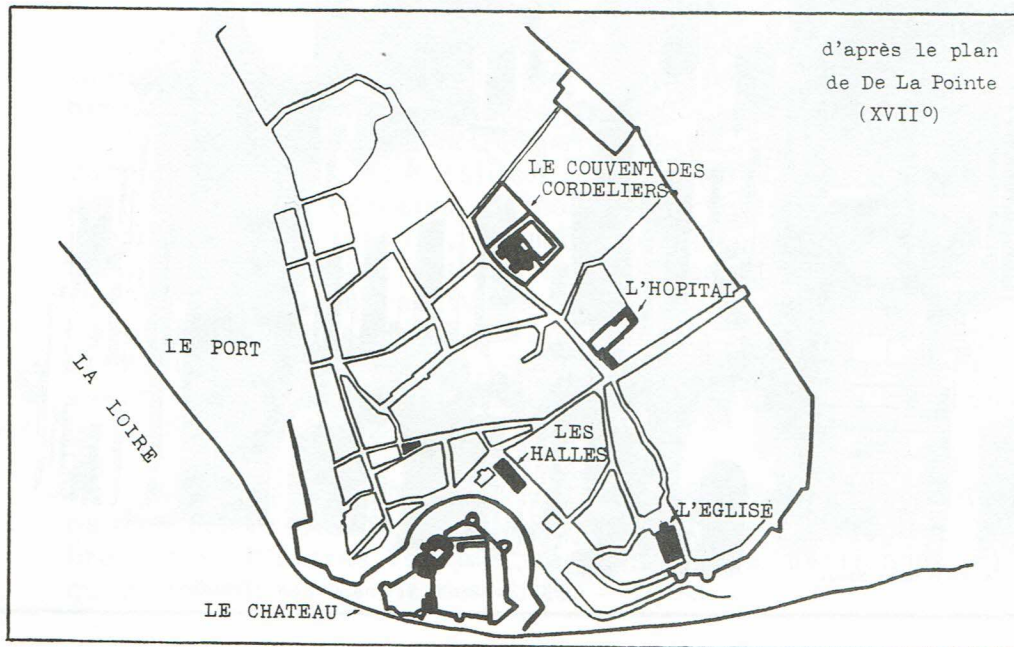 d'après le plan
de De La Pointe
(XVII°)
LE COUVENT DES
CORDELIERS
L'HOPITAL
LE PORT
LA LOIRE
LES
HALLES
L'EGLISE
LE CHATEAU